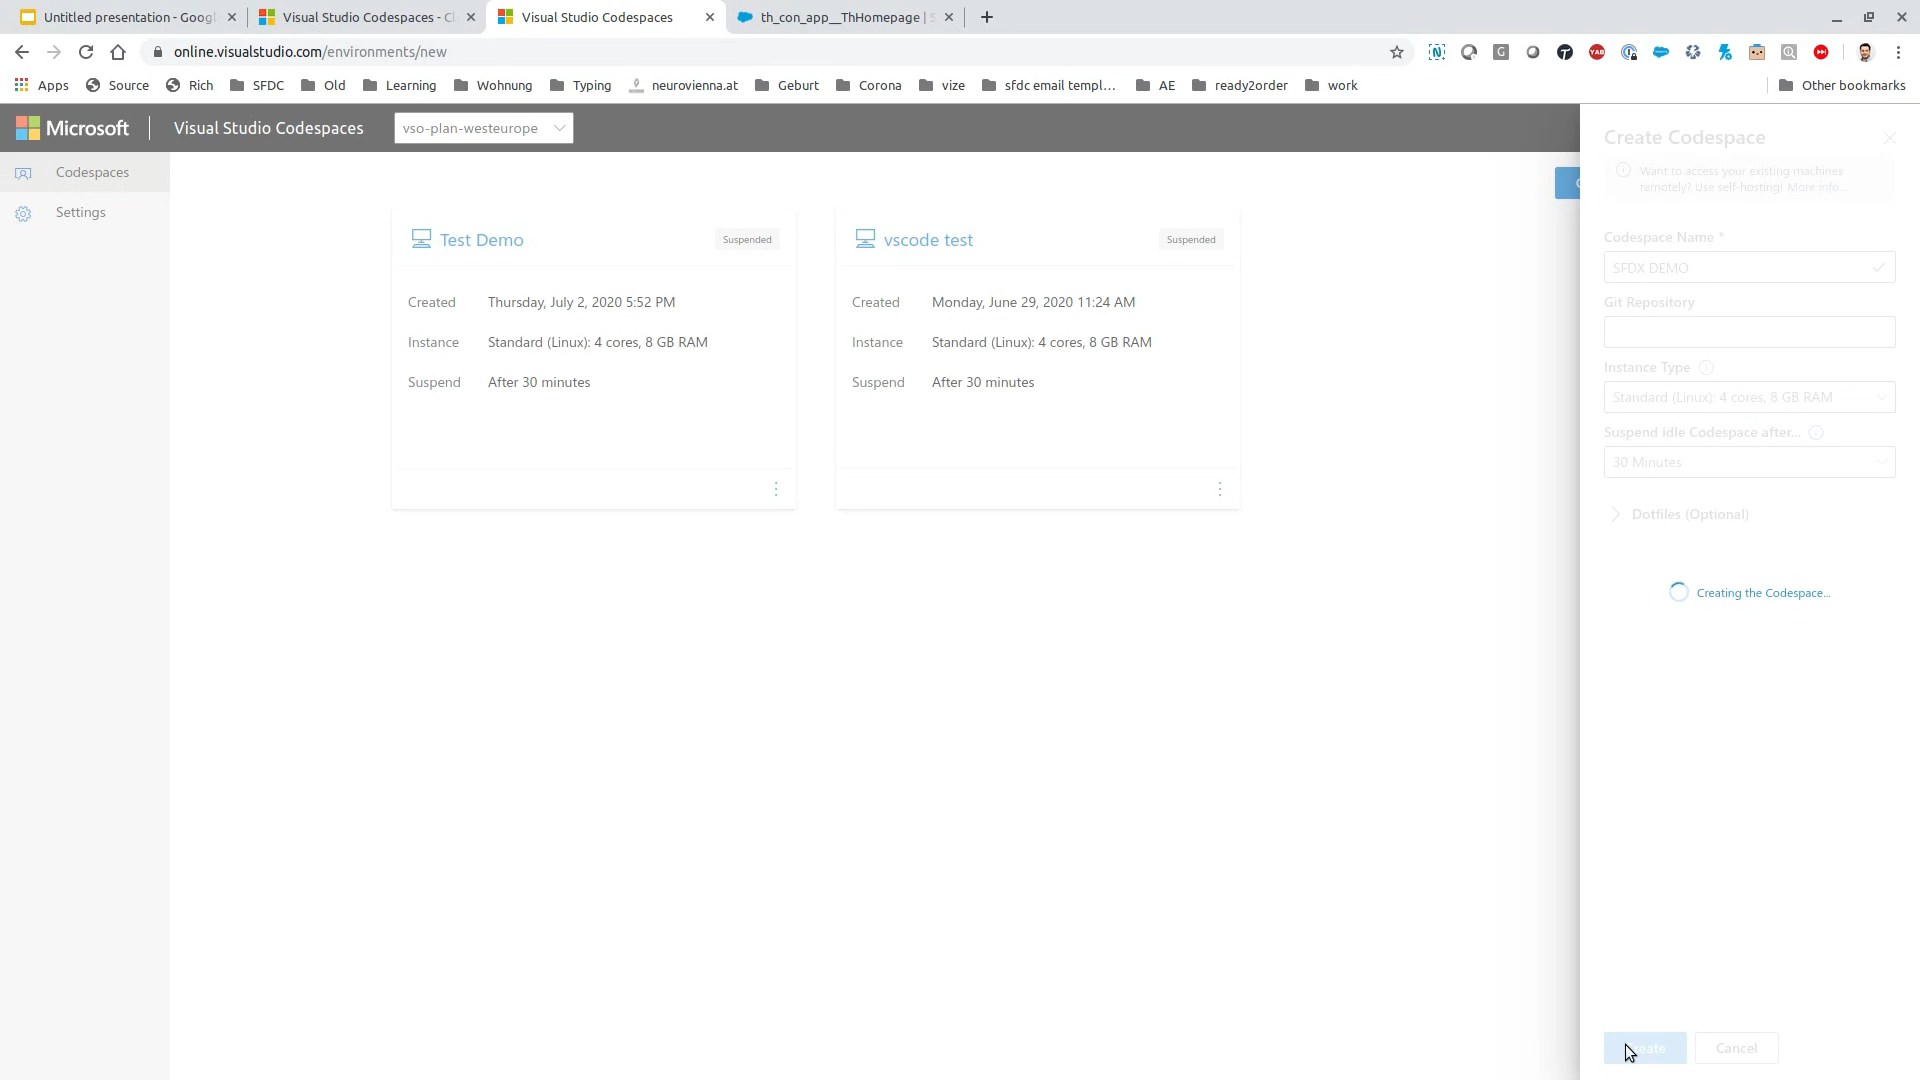 Untitled presentation - Googl
Visual Studio Codespaces - Cl
Visual Studio Codespaces
th_con_app__ThHomepage | S
online.visualstudio.com/environments/new
Apps
Source
Rich
SFDC
Old
Learning
Wohnung
Typing
neurovienna.at
Geburt
Corona
vize
sfdc email templ...
AE
ready2order
work
Other bookmarks
Microsoft
Visual Studio Codespaces
vso-plan-westeurope
Codespaces
Settings
Test Demo
Suspended
Created Thursday, July 2, 2020 5:52 PM
Instance Standard (Linux): 4 cores, 8 GB RAM
Suspend After 30 minutes
vscode test
Suspended
Created Monday, June 29, 2020 11:24 AM
Instance Standard (Linux): 4 cores, 8 GB RAM
Suspend After 30 minutes
Create Codespace
Want to access your existing machines
remotely? Use self-hosting! More info...
Codespace Name *
SFDX DEMO
Git Repository
Instance Type
Standard (Linux): 4 cores, 8 GB RAM
Suspend idle Codespace after...
30 Minutes
Dotfiles (Optional)
Creating the Codespace...
Cancel